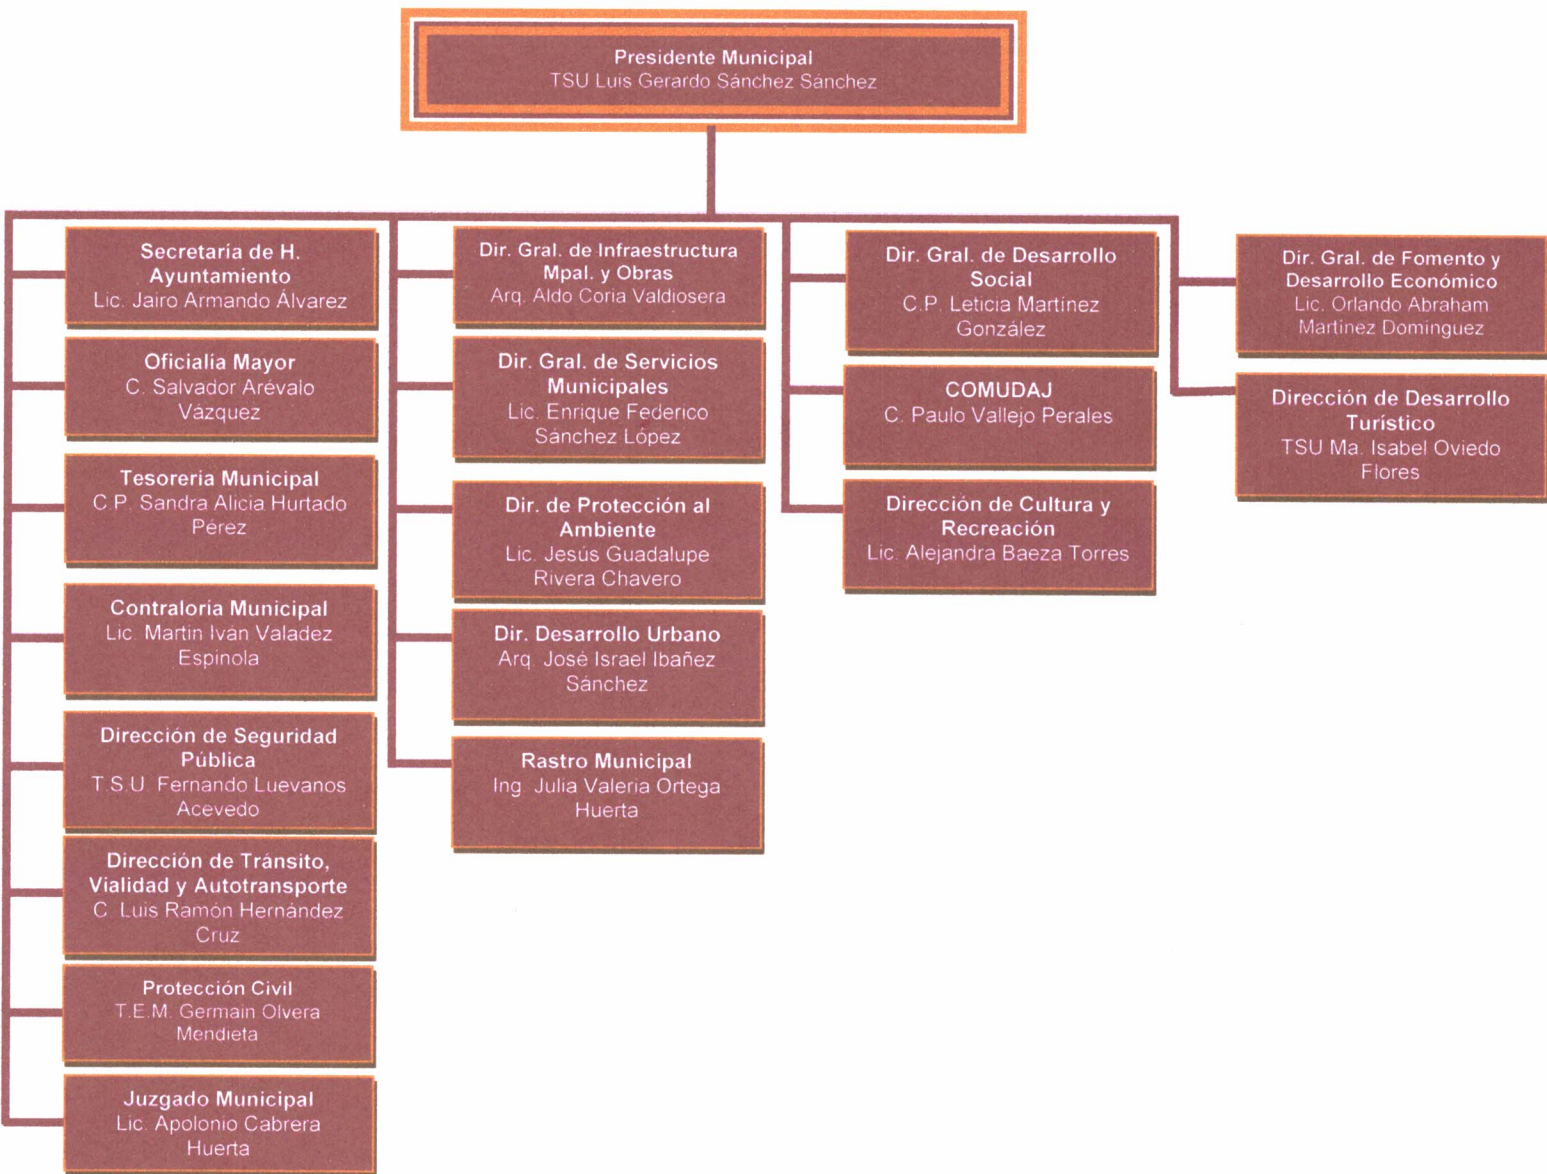 Presidente Municipal
TSU Luis Gerardo Sánchez Sánchez
Secretaría de H.
Ayuntamiento
Lic. Jairo Armando Álvarez
Oficialía Mayor
C. Salvador Arévalo
Vázquez
Tesoreria Municipal
C.P. Sandra Alicia Hurtado
Pérez
Contraloria Municipal
Lic. Martin Iván Valadez
Espinola
Dirección de Seguridad
Pública
T.S.U. Fernando Luevanos
Acevedo
Dirección de Tránsito,
Vialidad y Autotransporte
C. Luis Ramón Hernández
Cruz
Protección Civil
T.E.M. Germain Olvera
Mendieta
Juzgado Municipal
Lic. Apolonio Cabrera
Huerta
Dir. Gral. de Infraestructura
Mpal. y Obras
Arq. Aldo Coria Valdiosera
Dir. Gral. de Servicios
Municipales
Lic. Enrique Federico
Sánchez López
Dir. de Protección al
Ambiente
Lic. Jesús Guadalupe
Rivera Chavero
Dir. Desarrollo Urbano
Arq. José Israel Ibañez
Sánchez
Rastro Municipal
Ing. Julia Valeria Ortega
Huerta
Dir. Gral. de Desarrollo
Social
C.P. Leticia Martínez
González
COMUDAJ
C. Paulo Vallejo Perales
Dirección de Cultura y
Recreación
Lic. Alejandra Baeza Torres
Dir. Gral. de Fomento y
Desarrollo Económico
Lic. Orlando Abraham
Martinez Dominguez
Dirección de Desarrollo
Turístico
TSU Ma. Isabel Oviedo
Flores